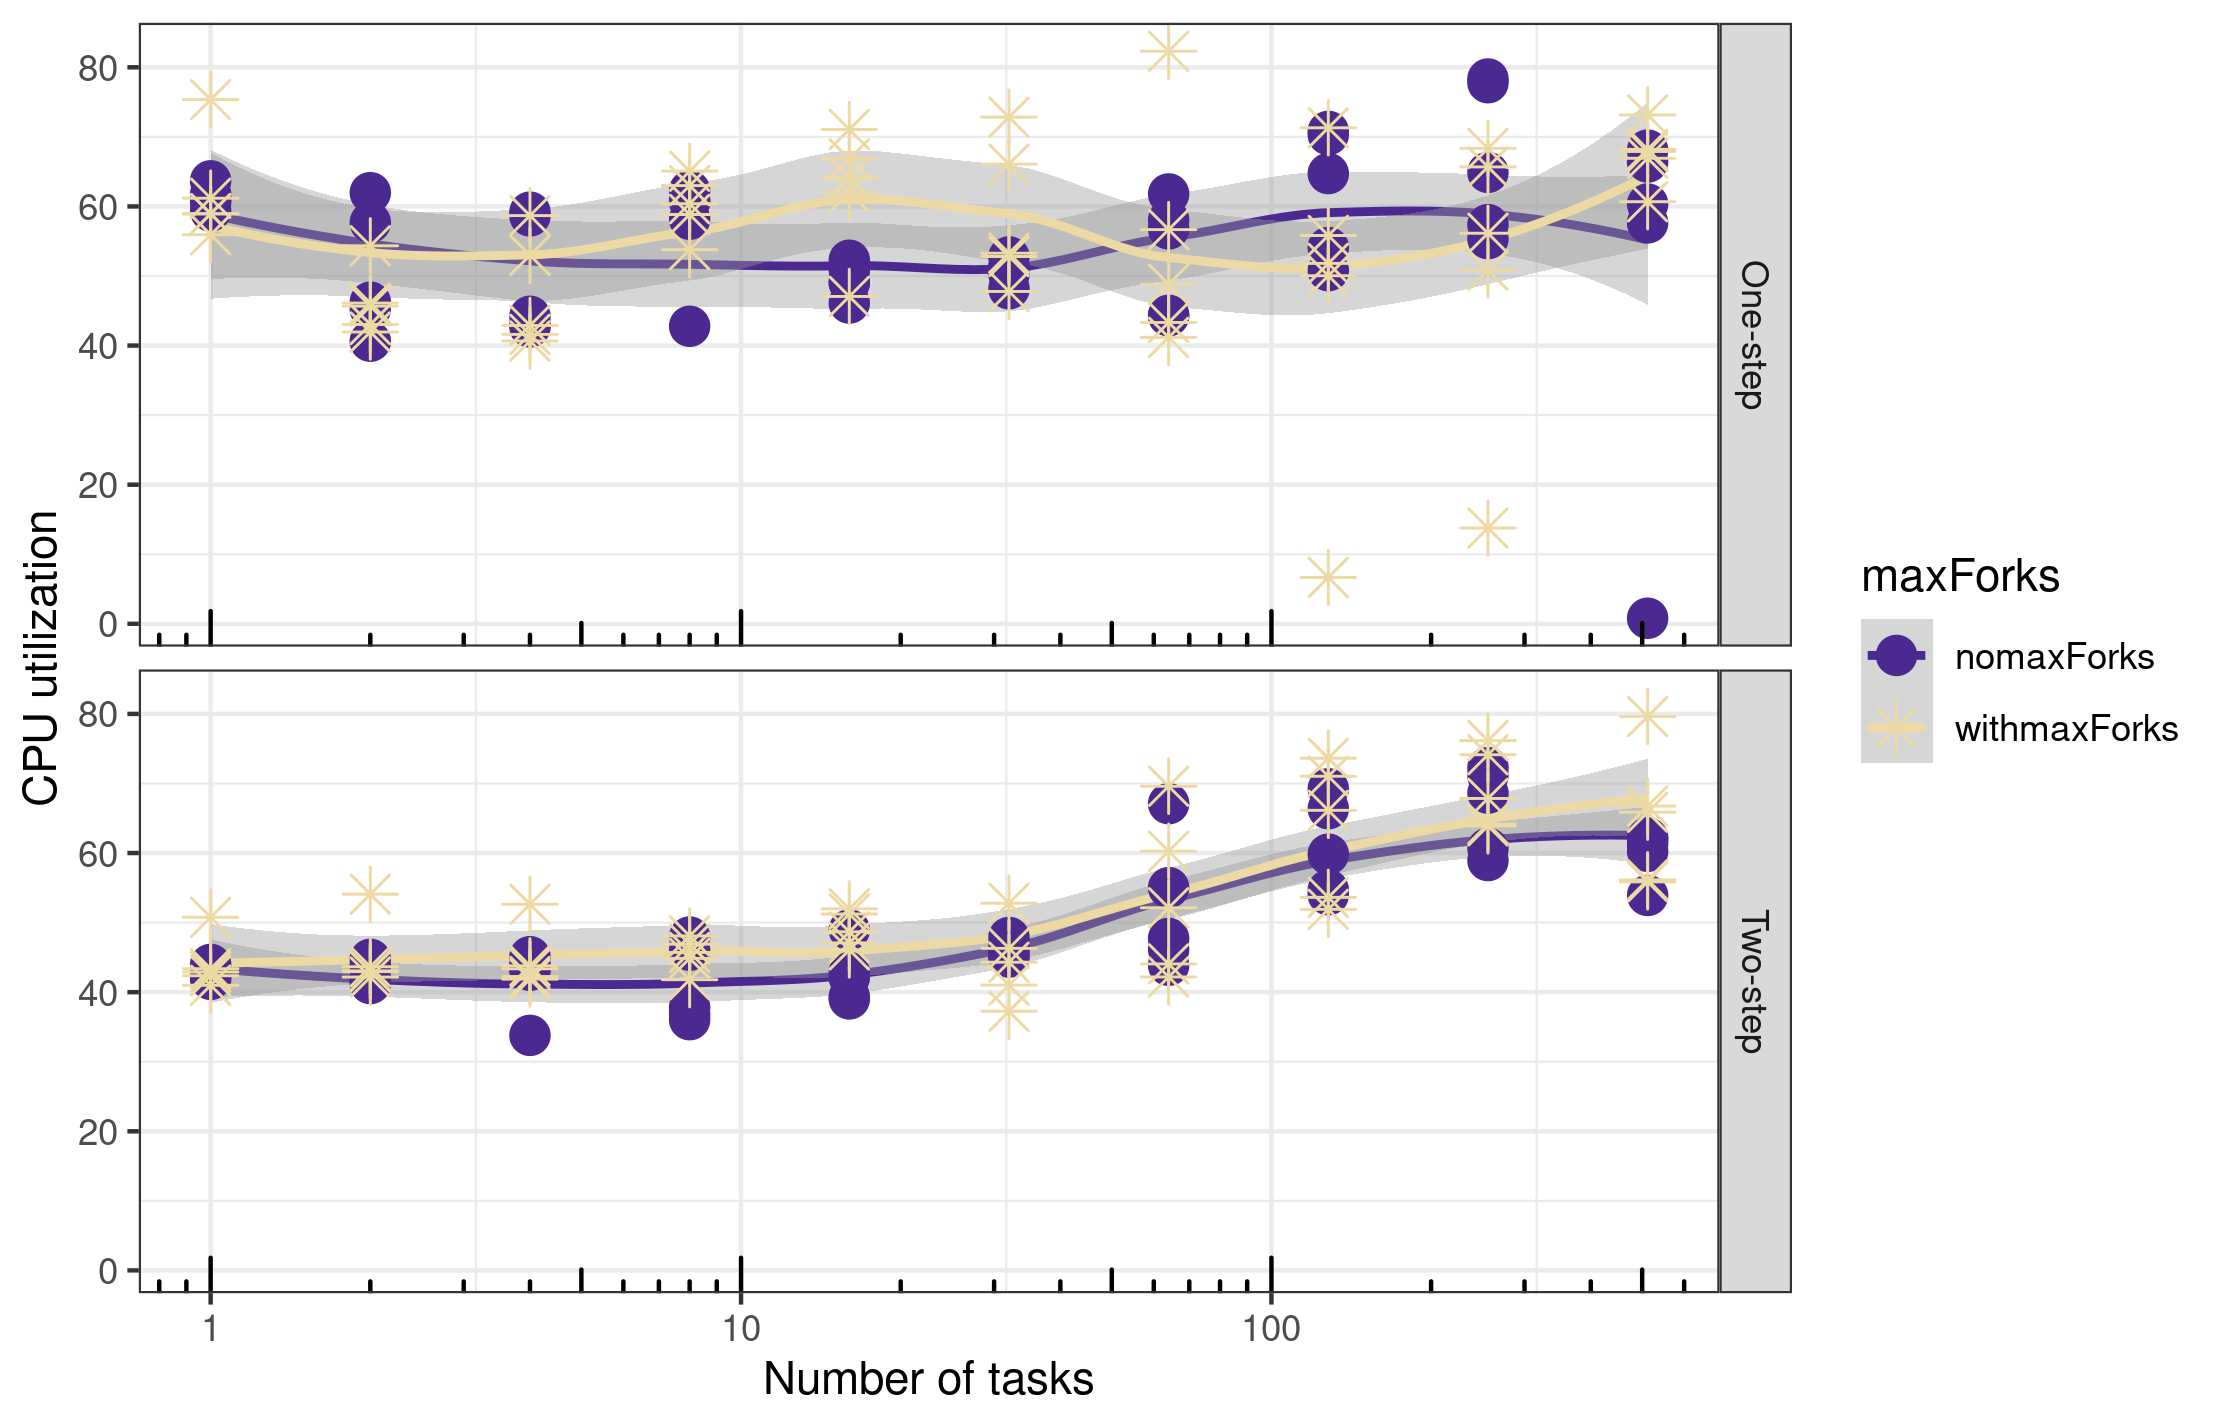 80
60
40
20
0
One-step
80
60
40
20
0
Two-step
1
10
100
Number of tasks
CPU utilization
maxForks
nomaxForks
withmaxForks